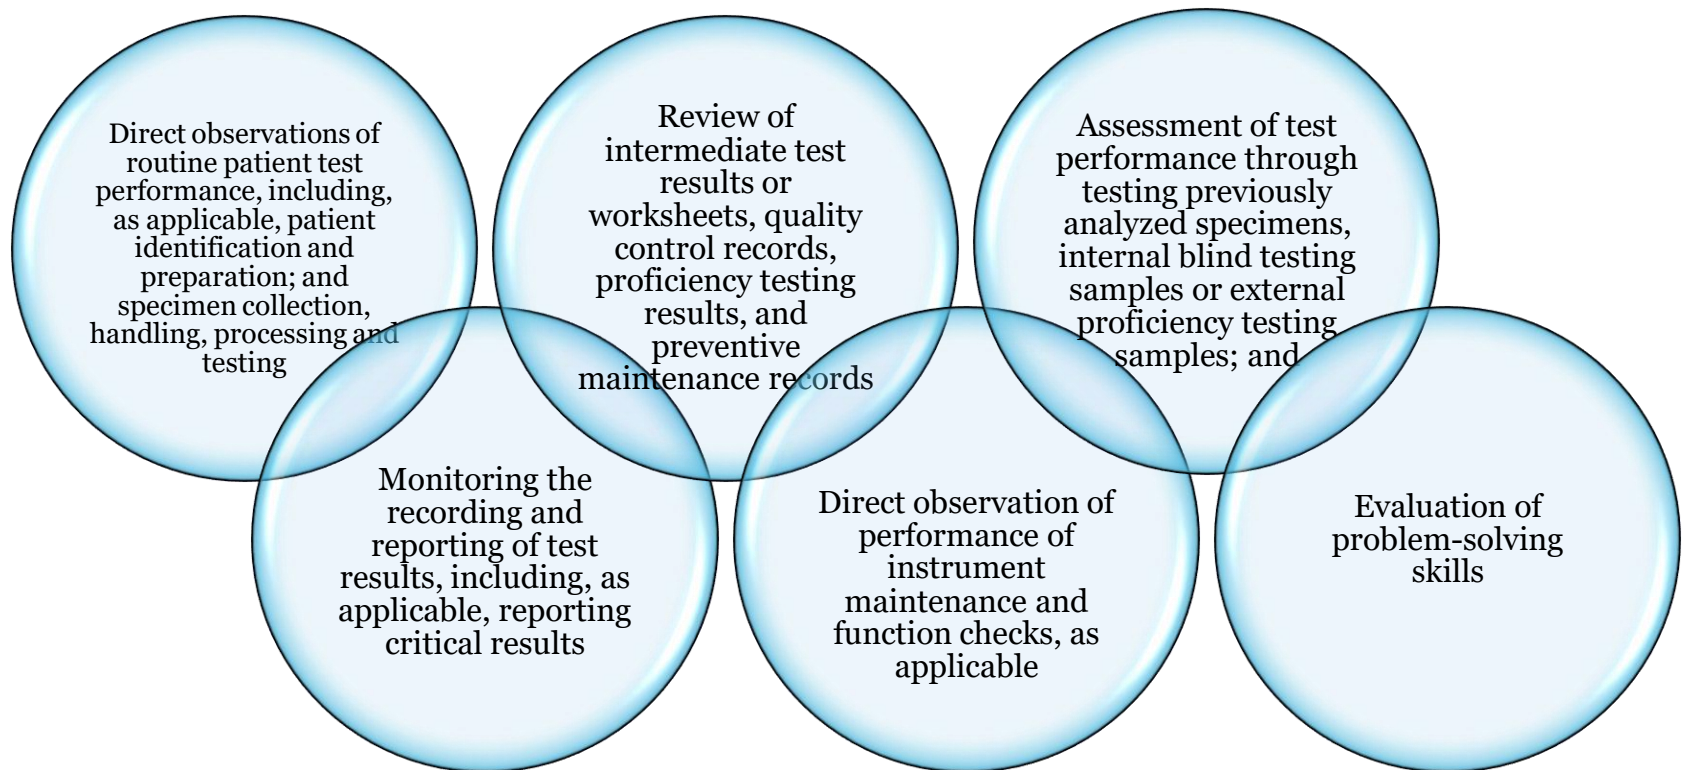 Direct observations of
routine patient test
performance, including,
as applicable, patient
identification and
preparation; and
specimen collection,
handling, processing and
testing
Monitoring the
recording and
reporting of test
results, including, as
applicable, reporting
critical results
Review of
intermediate test
results or
worksheets, quality
control records,
proficiency testing
results, and
preventive
maintenance records
Direct observation of
performance of
instrument
maintenance and
function checks, as
applicable
Assessment of test
performance through
testing previously
analyzed specimens,
internal blind testing
samples or external
proficiency testing
samples; and
Evaluation of
problem-solving
skills